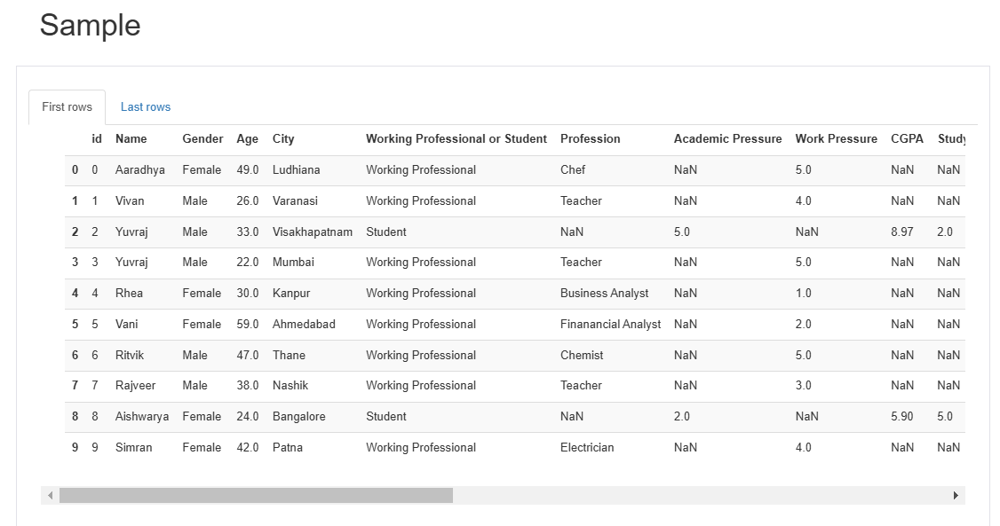 Sample
First rows Last rows
id Name Gender Age City Working Professional or Student Profession Academic Pressure Work Pressure CGPA Study
0 0 Aaradhya Female 49.0 Ludhiana Working Professional Chef NaN 5.0 NaN NaN
1 1 Vivan Male 26.0 Varanasi Working Professional Teacher NaN 4.0 NaN NaN
2 2 Yuvraj Male 33.0 Visakhapatnam Student NaN 5.0 NaN 8.97 2.0
3 3 Yuvraj Male 22.0 Mumbai Working Professional Teacher NaN 5.0 NaN NaN
4 4 Rhea Female 30.0 Kanpur Working Professional Business Analyst NaN 1.0 NaN NaN
5 5 Vani Female 59.0 Ahmedabad Working Professional Finanancial Analyst NaN 2.0 NaN NaN
6 6 Ritvik Male 47.0 Thane Working Professional Chemist NaN 5.0 NaN NaN
7 7 Rajveer Male 38.0 Nashik Working Professional Teacher NaN 3.0 NaN NaN
8 8 Aishwarya Female 24.0 Bangalore Student NaN 2.0 NaN 5.90 5.0
9 9 Simran Female 42.0 Patna Working Professional Electrician NaN 4.0 NaN NaN